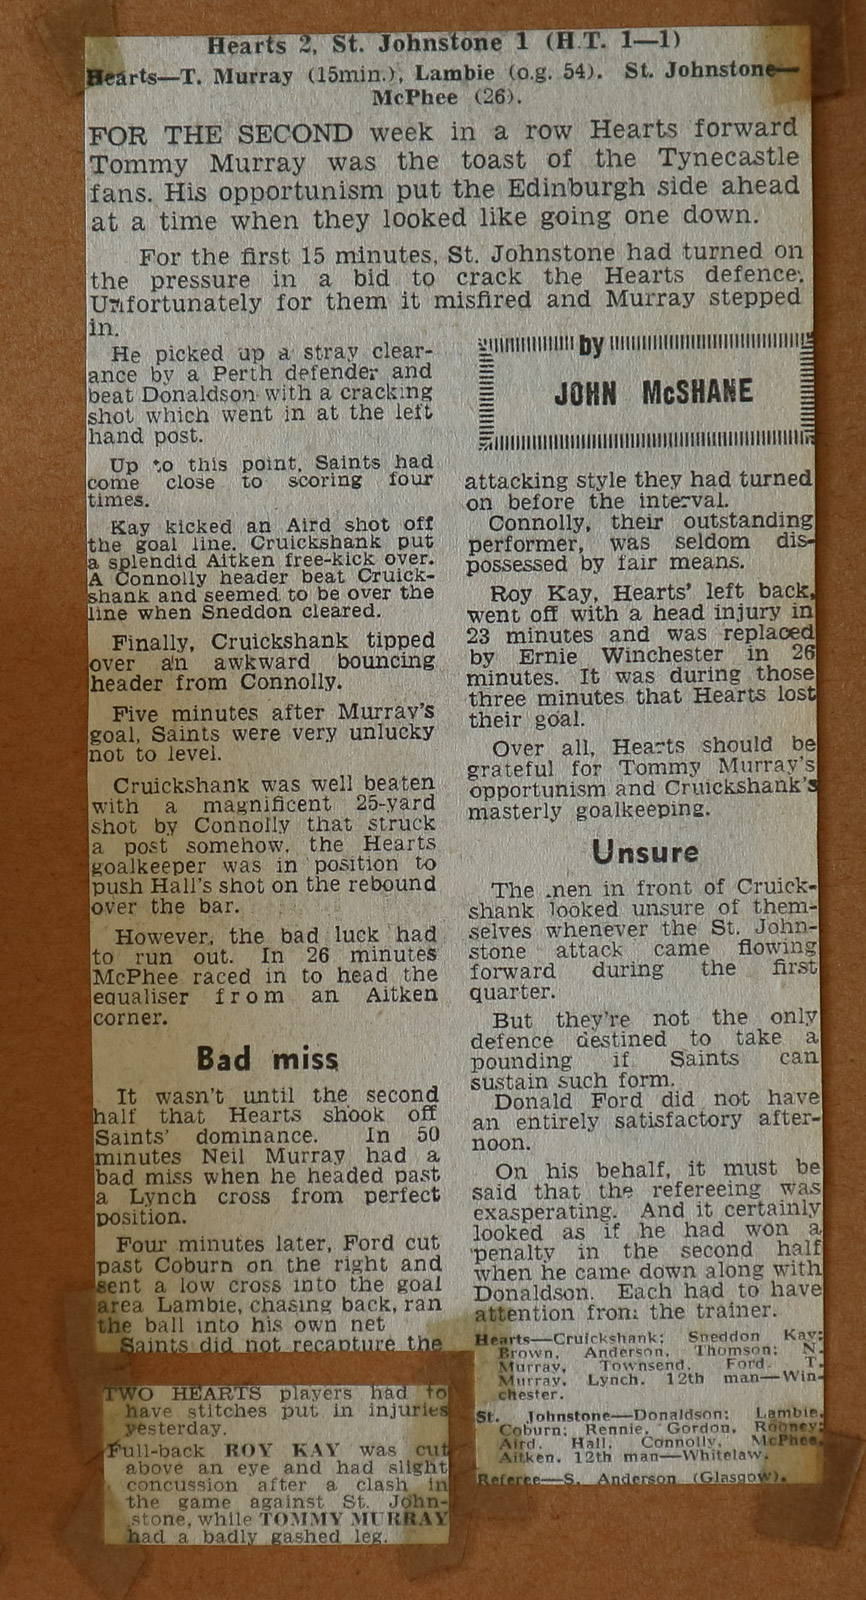 Hearts 2, St. Johnstone 1 (H.T. 1—1)
Hearts—T. Murray (15min.), Lambie (o.g. 54). St. Johnstone—
McPhee (26).
FOR THE SECOND week in a row Hearts forward
Tommy Murray was the toast of the Tynecastle
fans. His opportunism put the Edinburgh side ahead
at a time when they looked like going one down.
For the first 15 minutes, St. Johnstone had turned on
the pressure in a bid to crack the Hearts defence.
Unfortunately for them it misfired and Murray stepped
in.
He picked up a stray clear-
ance by a Perth defender and
beat Donaldson with a cracking
shot which went in at the left
hand post.
Up to this point, Saints had
come close to scoring four
times.
Kay kicked an Aird shot off
the goal line. Cruickshank put
a splendid Aitken free-kick over.
A Connolly header beat Cruick-
shank and seemed to be over the
line when Sneddon cleared.
Finally, Cruickshank tipped
over an awkward bouncing
header from Connolly.
Five minutes after Murray's
goal, Saints were very unlucky
not to level.
Cruickshank was well beaten
with a magnificent 25-yard
shot by Connolly that struck
a post somehow, the Hearts
goalkeeper was in position to
push Hall's shot on the rebound
over the bar.
However, the bad luck had
to run out. In 26 minutes
McPhee raced in to head the
equaliser from an Aitken
corner.
Bad miss
It wasn't until the second
half that Hearts shook off
Saints' dominance. In 50
minutes Neil Murray had a
bad miss when he headed past
a Lynch cross from perfect
position.
Four minutes later, Ford cut
past Coburn on the right and
sent a low cross into the goal
area Lambie, chasing back, ran
the ball into his own net
Saints did not recapture the
by
JOHN McSHANE
attacking style they had turned
on before the interval.
Connolly, their outstanding
performer, was seldom dis-
possessed by fair means.
Roy Kay, Hearts' left back,
went off with a head injury in
23 minutes and was replaced
by Ernie Winchester in 26
minutes. It was during those
three minutes that Hearts lost
their goal.
Over all, Hearts should be
grateful for Tommy Murray's
opportunism and Cruickshank's
masterly goalkeeping.
Unsure
The men in front of Cruick-
shank looked unsure of them-
selves whenever the St. John-
stone attack came flowing
forward during the first
quarter.
But they're not the only
defence destined to take a
pounding if Saints can
sustain such form.
Donald Ford did not have
an entirely satisfactory after-
noon.
On his behalf, it must be
said that the refereeing was
exasperating. And it certainly
looked as if he had won a
penalty in the second half
when he came down along with
Donaldson. Each had to have
attention from the trainer.
Hearts—Cruickshank; Sneddon Kay;
Brown, Anderson, Thomson; N.
Murray, Townsend, Ford. T.
Murray, Lynch. 12th man—Win-
chester.
St. Johnstone—Donaldson; Lambie,
Coburn; Rennie, Gordon, Rooney;
Aird, Hall, Connolly, McPhee,
Aitken. 12th man—Whitelaw.
Referee—S. Anderson (Glasgow).
TWO HEARTS players had to
have stitches put in injuries
yesterday.
Full-back ROY KAY was cut
above an eye and had slight
concussion after a clash in
the game against St. John-
stone, while TOMMY MURRAY
had a badly gashed leg.